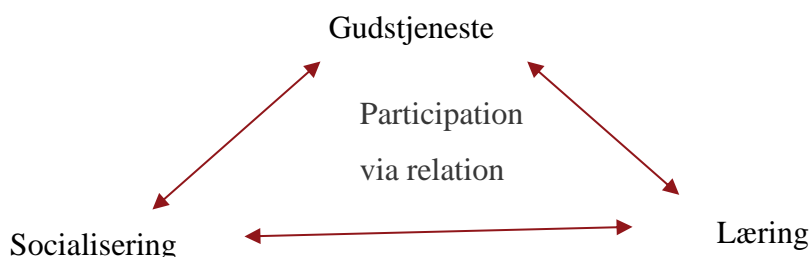 Gudstjeneste
Participation
via relation
Socialisering
Læring